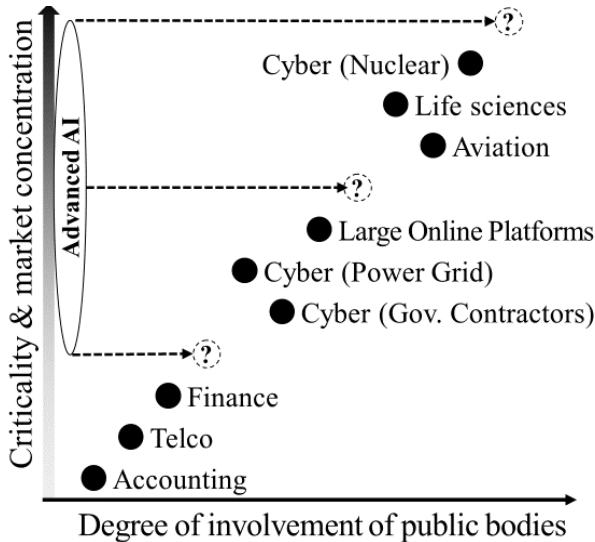 ?
Cyber (Nuclear)
Life sciences
Aviation
?
Large Online Platforms
Cyber (Power Grid)
Cyber (Gov. Contractors)
?
Finance
Telco
Accounting
Advanced AI
Criticality & market concentration
Degree of involvement of public bodies